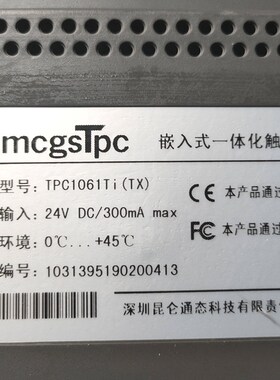 mcgsTpc 嵌入式一体化触
型号: TPC1061Ti(TX)
输入: 24V DC/300mA max
CE 本产品通过
环境: 0℃...+45℃
FC 本产品通
编号: 1031395190200413
深圳昆仑通态科技有限责